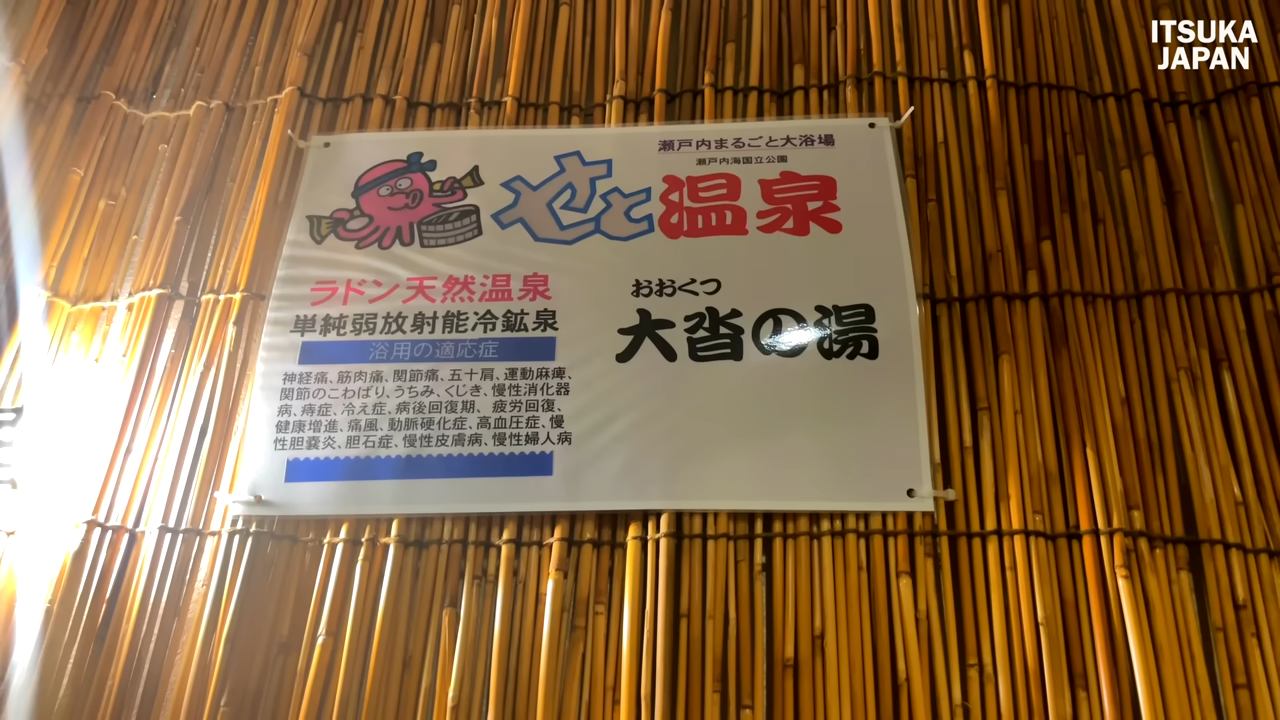 ITSUKA
JAPAN
瀬戸内まるごと大浴場
瀬戸内海国立公園
せと温泉
ラドン天然温泉
単純弱放射能冷鉱泉
浴用の適応症
神経痛、筋肉痛、関節痛、五十肩、運動麻痺、
関節のこわばり、うちみ、くじき、慢性消化器
病、痔症、冷え症、病後回復期、疲労回復、
健康増進、痛風、動脈硬化症、高血圧症、慢
性胆嚢炎、胆石症、慢性皮膚病、慢性婦人病
おおくつ
大沓の湯